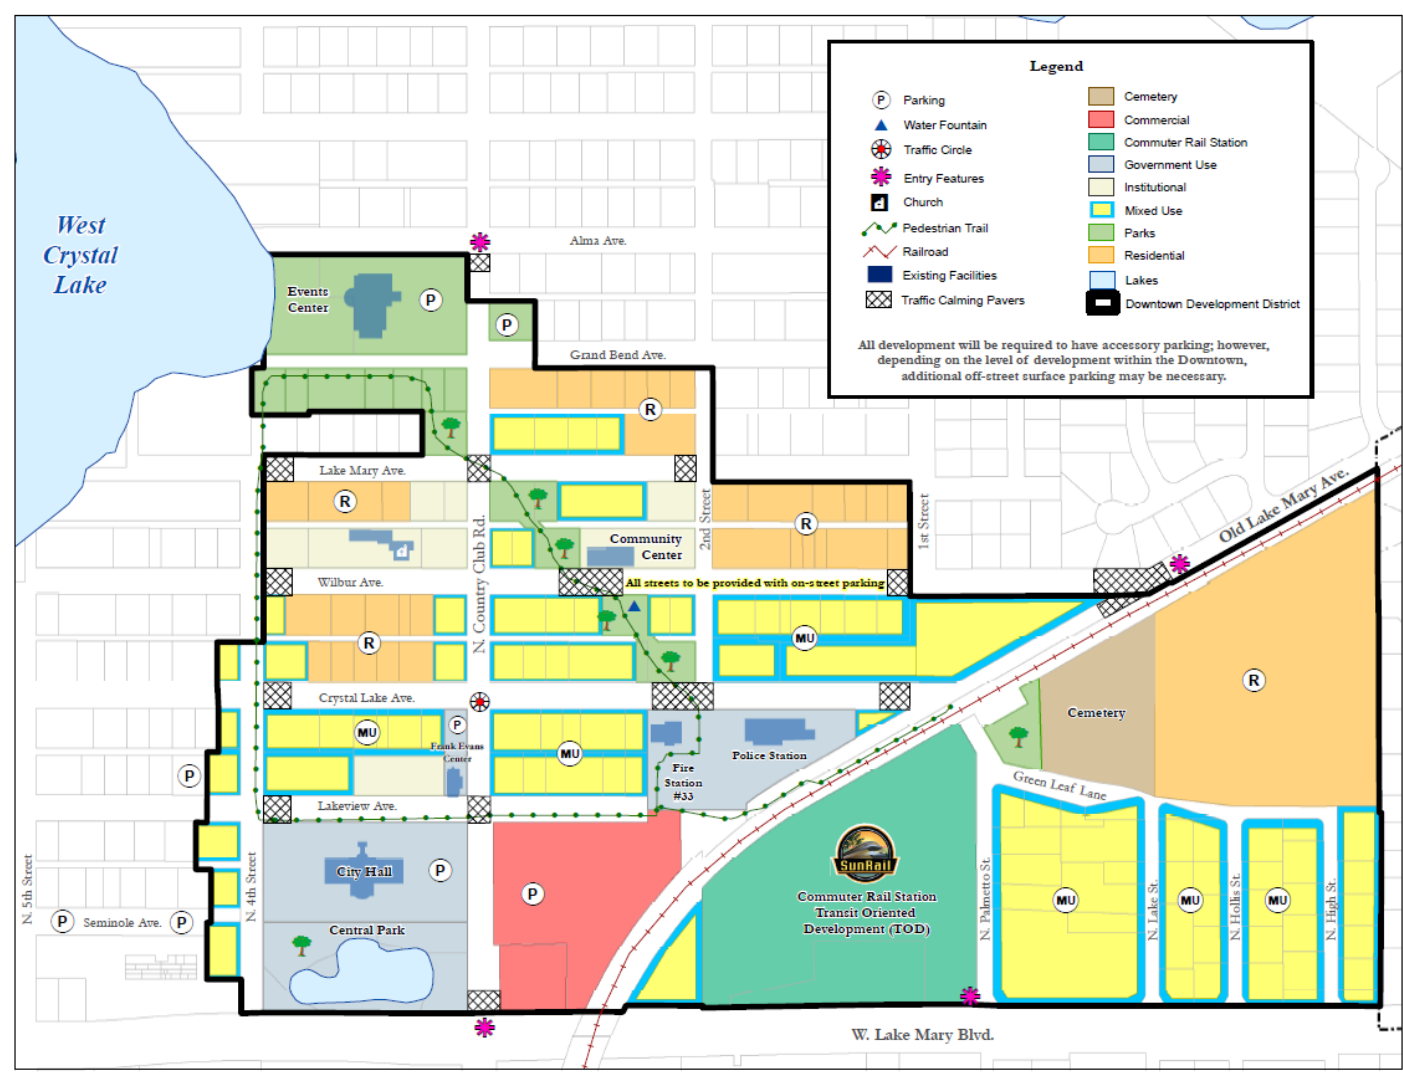 Legend
P Parking
Water Fountain
Traffic Circle
Entry Features
Church
Pedestrian Trail
Railroad
Existing Facilities
Traffic Calming Pavers
Cemetery
Commercial
Commuter Rail Station
Government Use
Institutional
Mixed Use
Parks
Residential
Lakes
Downtown Development District
All development will be required to have accessory parking; however,
depending on the level of development within the Downtown,
additional off-street surface parking may be necessary.
West
Crystal
Lake
Alma Ave.
Events
Center
P
P
Grand Bend Ave.
R
Lake Mary Ave.
R
N. Country Club Rd.
2nd Street
R
1st Street
Old Lake Mary Ave.
Community
Center
d
Wilbur Ave.
All streets to be provided with on-street parking
R
MU
R
Crystal Lake Ave.
MU
P
Frank Evans
Center
MU
Fire
Station
#33
Police Station
Cemetery
P
Lakeview Ave.
Green Leaf Lane
N. 5th Street
N. 4th Street
City Hall
P
P
SunRail
Commuter Rail Station
Transit Oriented
Development (TOD)
N. Palmetto St.
MU
N. Lake St.
MU
N. Hollis St.
MU
N. High St.
P
Seminole Ave.
P
Central Park
W. Lake Mary Blvd.